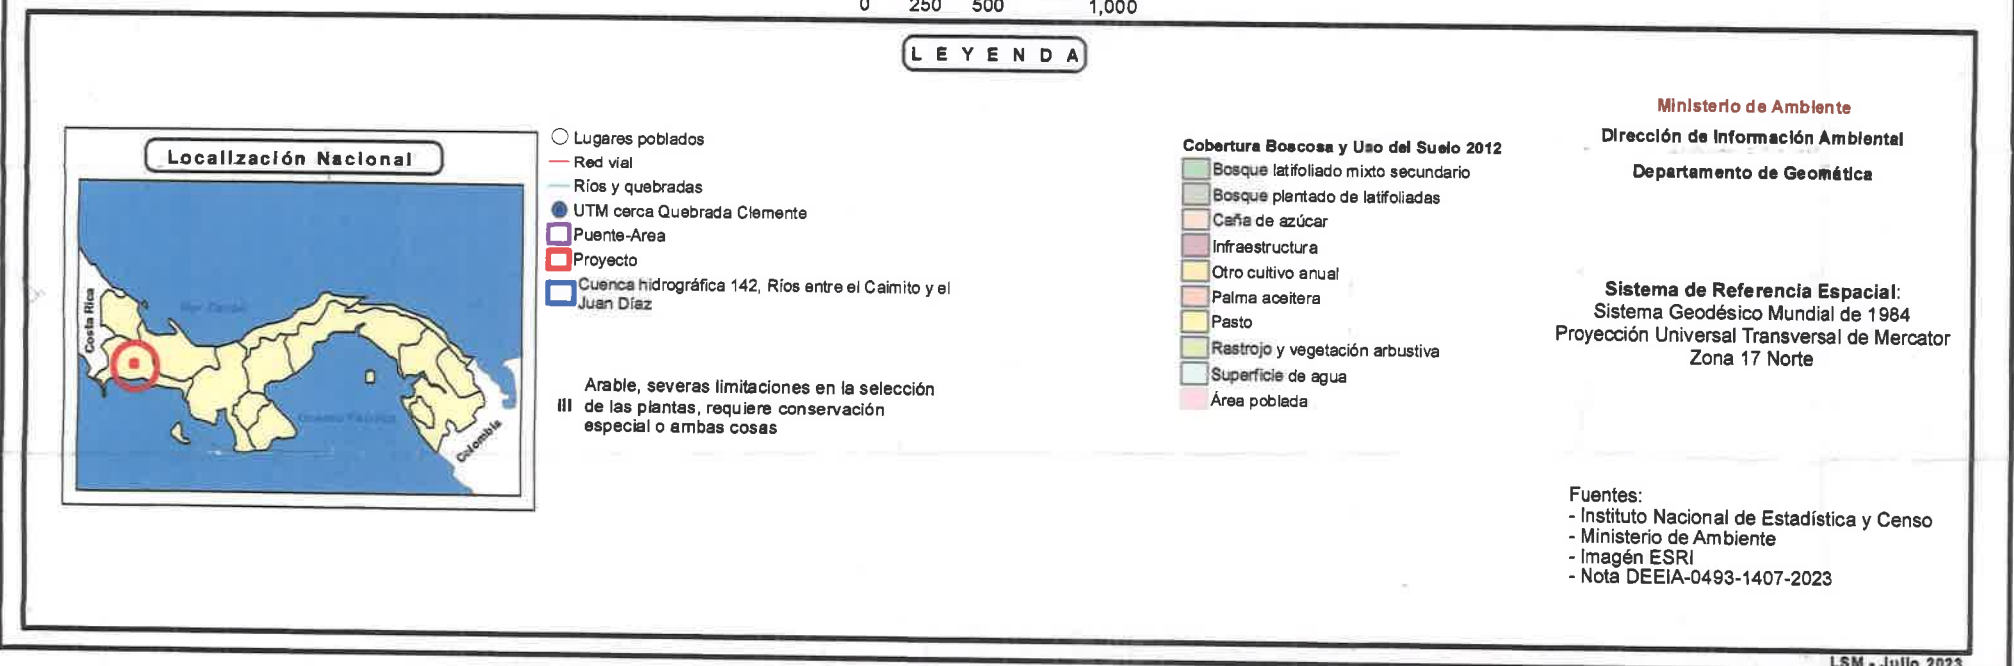 0 250 500 1,000
L E Y E N D A
Localización Nacional
Costa Rica
Mar Caribe
Océano Pacífico
Colombia
Lugares poblados
Red vial
Ríos y quebradas
UTM cerca Quebrada Clemente
Puente-Area
Proyecto
Cuenca hidrográfica 142, Ríos entre el Caimito y el
Juan Díaz
Arable, severas limitaciones en la selección
III de las plantas, requiere conservación
especial o ambas cosas
Cobertura Boscosa y Uso del Suelo 2012
Bosque latifoliado mixto secundario
Bosque plantado de latifoliadas
Caña de azúcar
Infraestructura
Otro cultivo anual
Palma aceitera
Pasto
Rastrojo y vegetación arbustiva
Superficie de agua
Área poblada
Ministerio de Ambiente
Dirección de Información Ambiental
Departamento de Geomática
Sistema de Referencia Espacial:
Sistema Geodésico Mundial de 1984
Proyección Universal Transversal de Mercator
Zona 17 Norte
Fuentes:
- Instituto Nacional de Estadística y Censo
- Ministerio de Ambiente
- Imagén ESRI
- Nota DEEIA-0493-1407-2023
LSM - Julio 2023